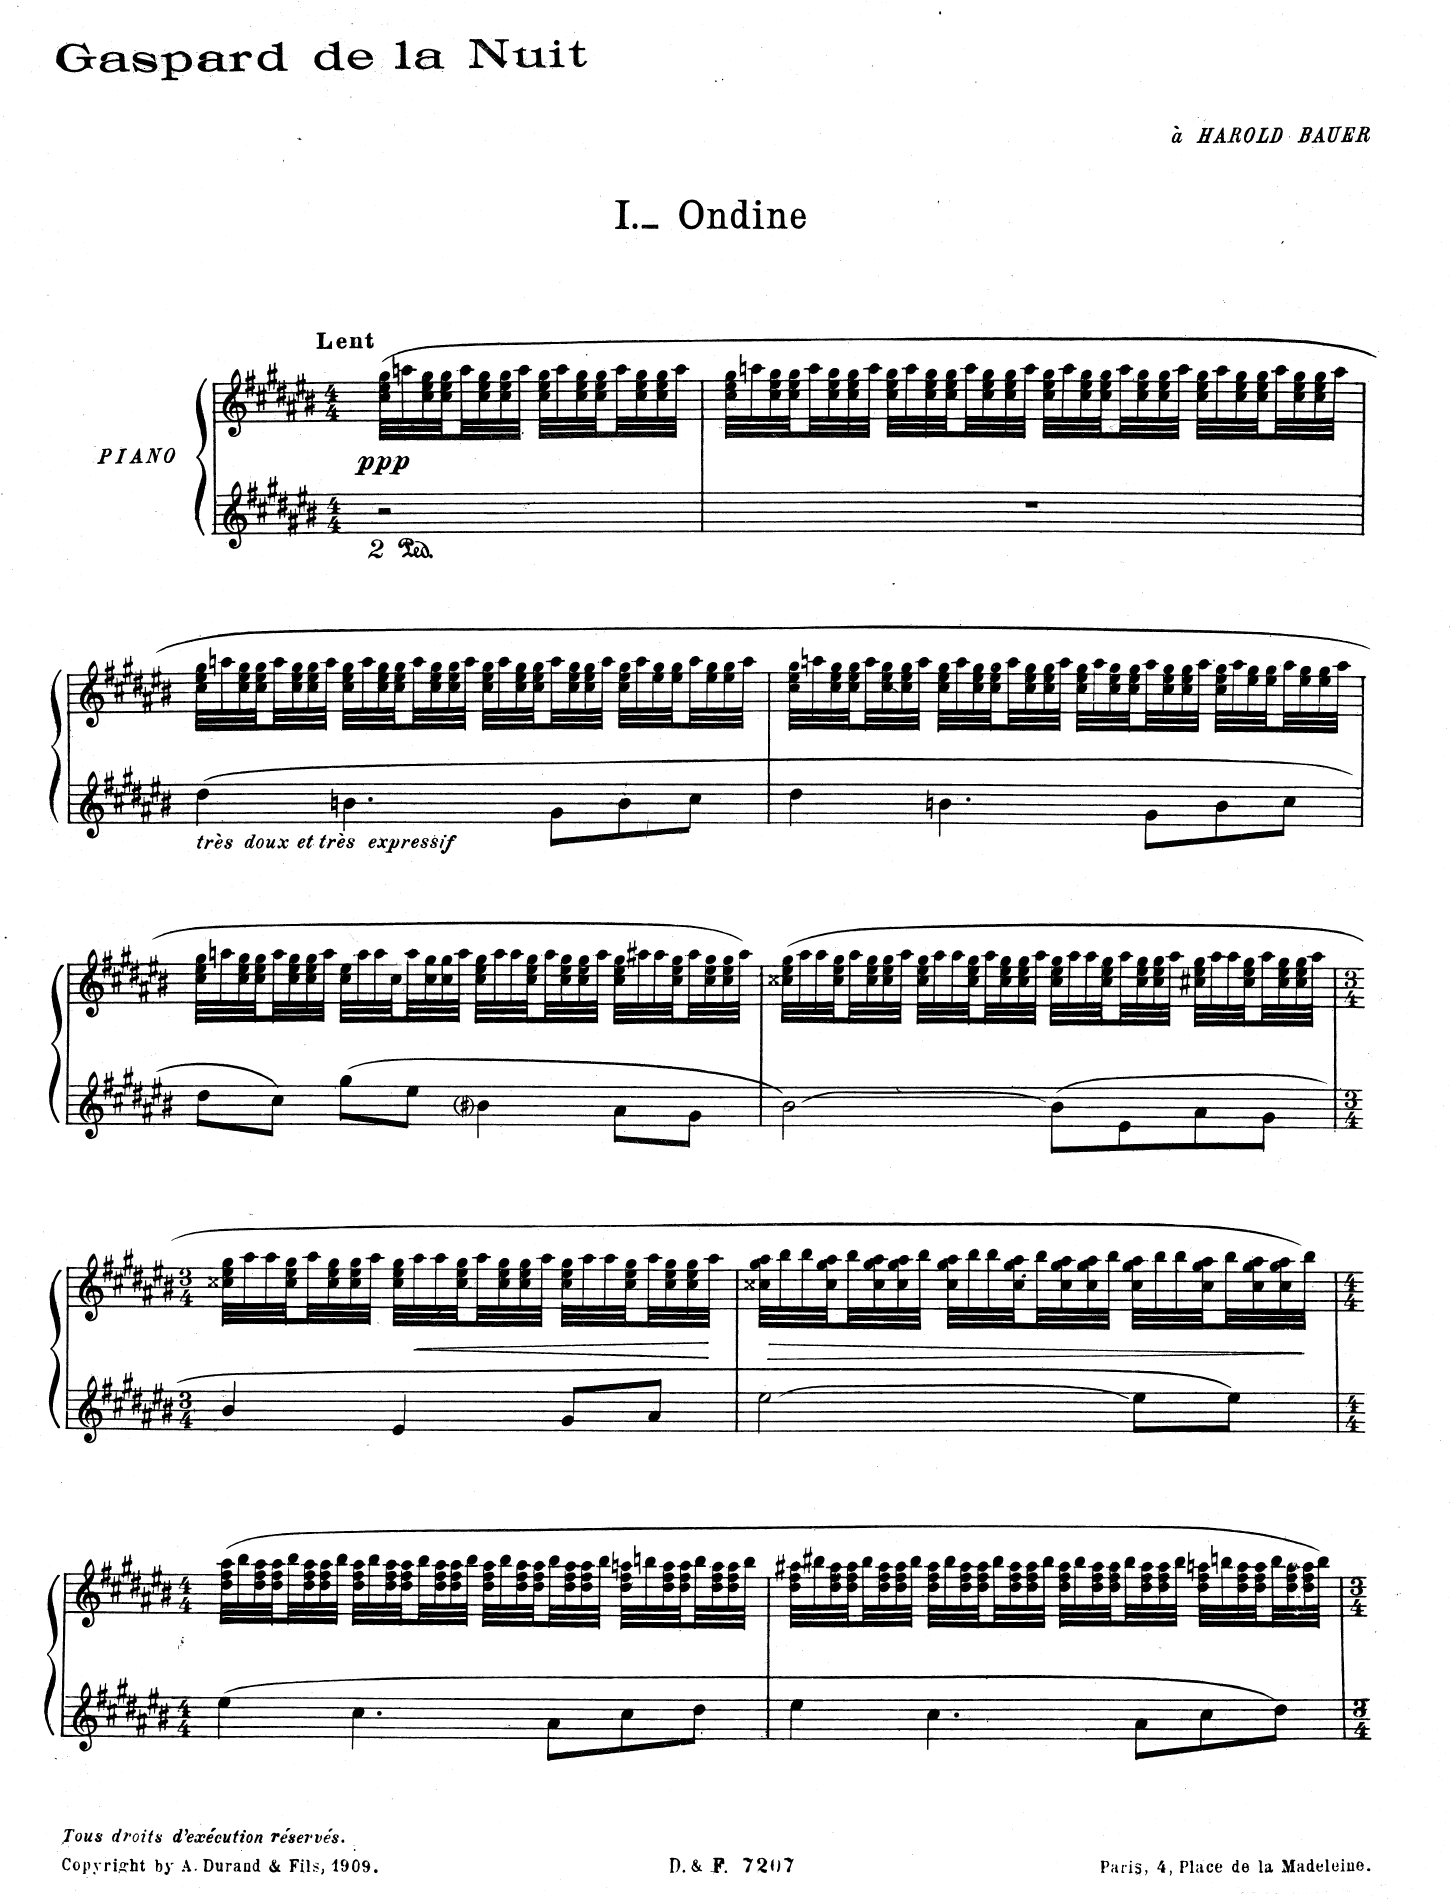 Gaspard de la Nuit
à HAROLD BAUER
I._ Ondine
Lent
PIANO
ppp
2 Ped.
très doux et très expressif
Tous droits d'exécution réservés.
Copyright by A. Durand & Fils, 1909.
D. & F. 7207
Paris, 4, Place de la Madeleine.